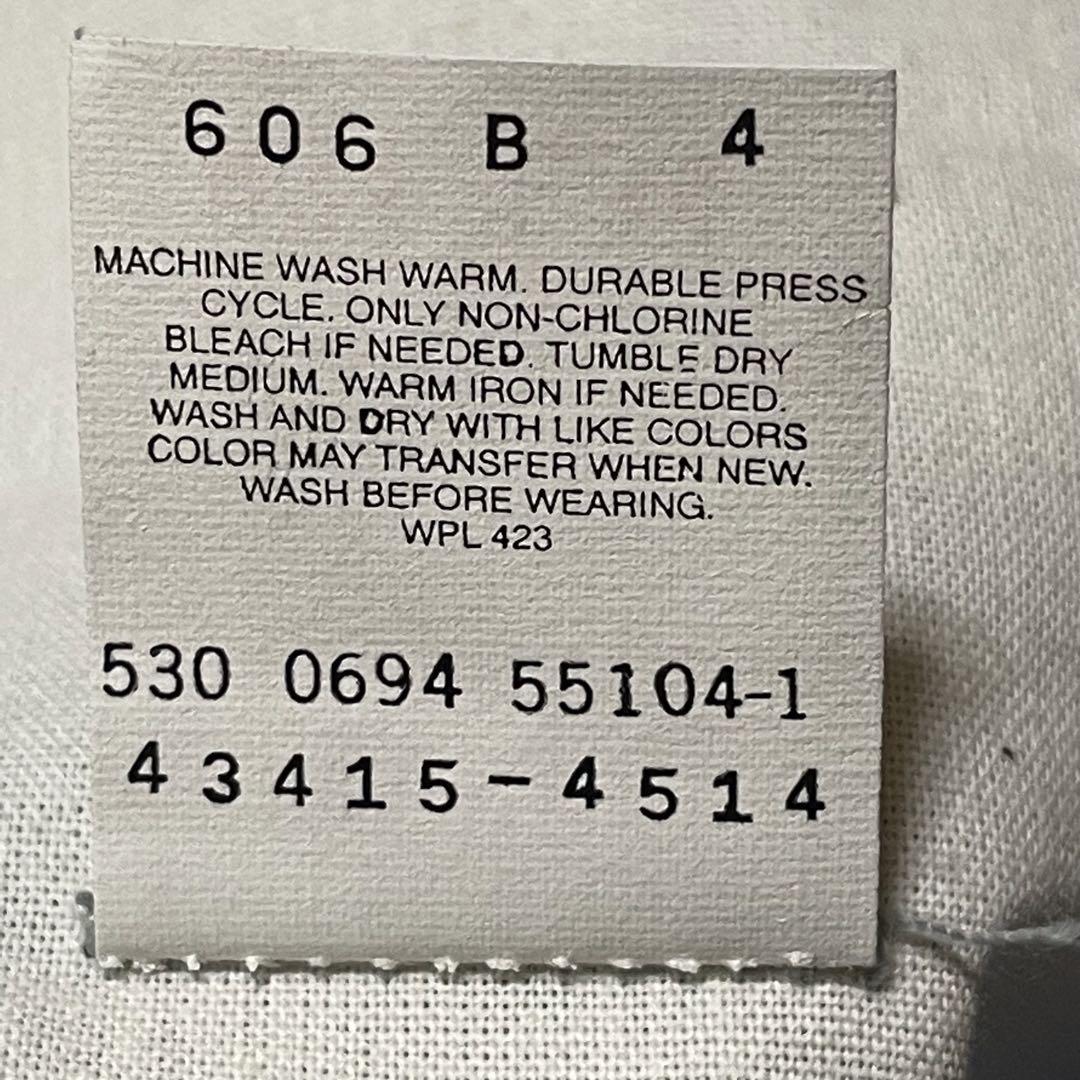 606 B 4
MACHINE WASH WARM. DURABLE PRESS
CYCLE. ONLY NON-CHLORINE
BLEACH IF NEEDED. TUMBLE DRY
MEDIUM. WARM IRON IF NEEDED.
WASH AND DRY WITH LIKE COLORS
COLOR MAY TRANSFER WHEN NEW.
WASH BEFORE WEARING.
WPL 423
530 0694 55104-1
43415-4514